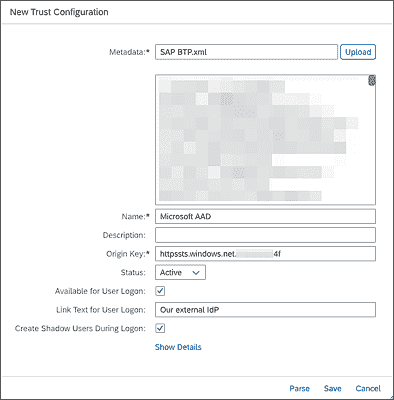 New Trust Configuration
Metadata:* SAP BTP.xml Upload
Name:* Microsoft AAD
Description:
Origin Key:* httpssts.windows.net. 4f
Status: Active
Available for User Logon:
Link Text for User Logon: Our external IdP
Create Shadow Users During Logon:
Show Details
Parse Save Cancel